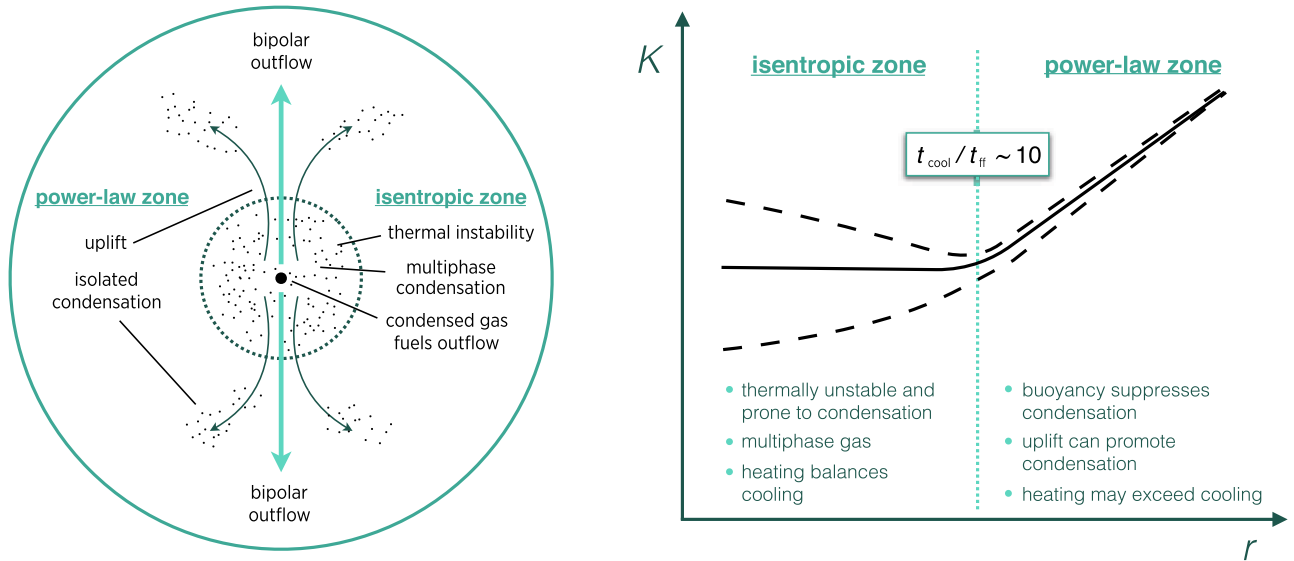 bipolar
outflow
power-law zone
isentropic zone
uplift
thermal instability
isolated
condensation
multiphase
condensation
condensed gas
fuels outflow
bipolar
outflow
K
isentropic zone
power-law zone
t cool / t ff ~ 10
• thermally unstable and
prone to condensation
• multiphase gas
• heating balances
cooling
• buoyancy suppresses
condensation
• uplift can promote
condensation
• heating may exceed cooling
r